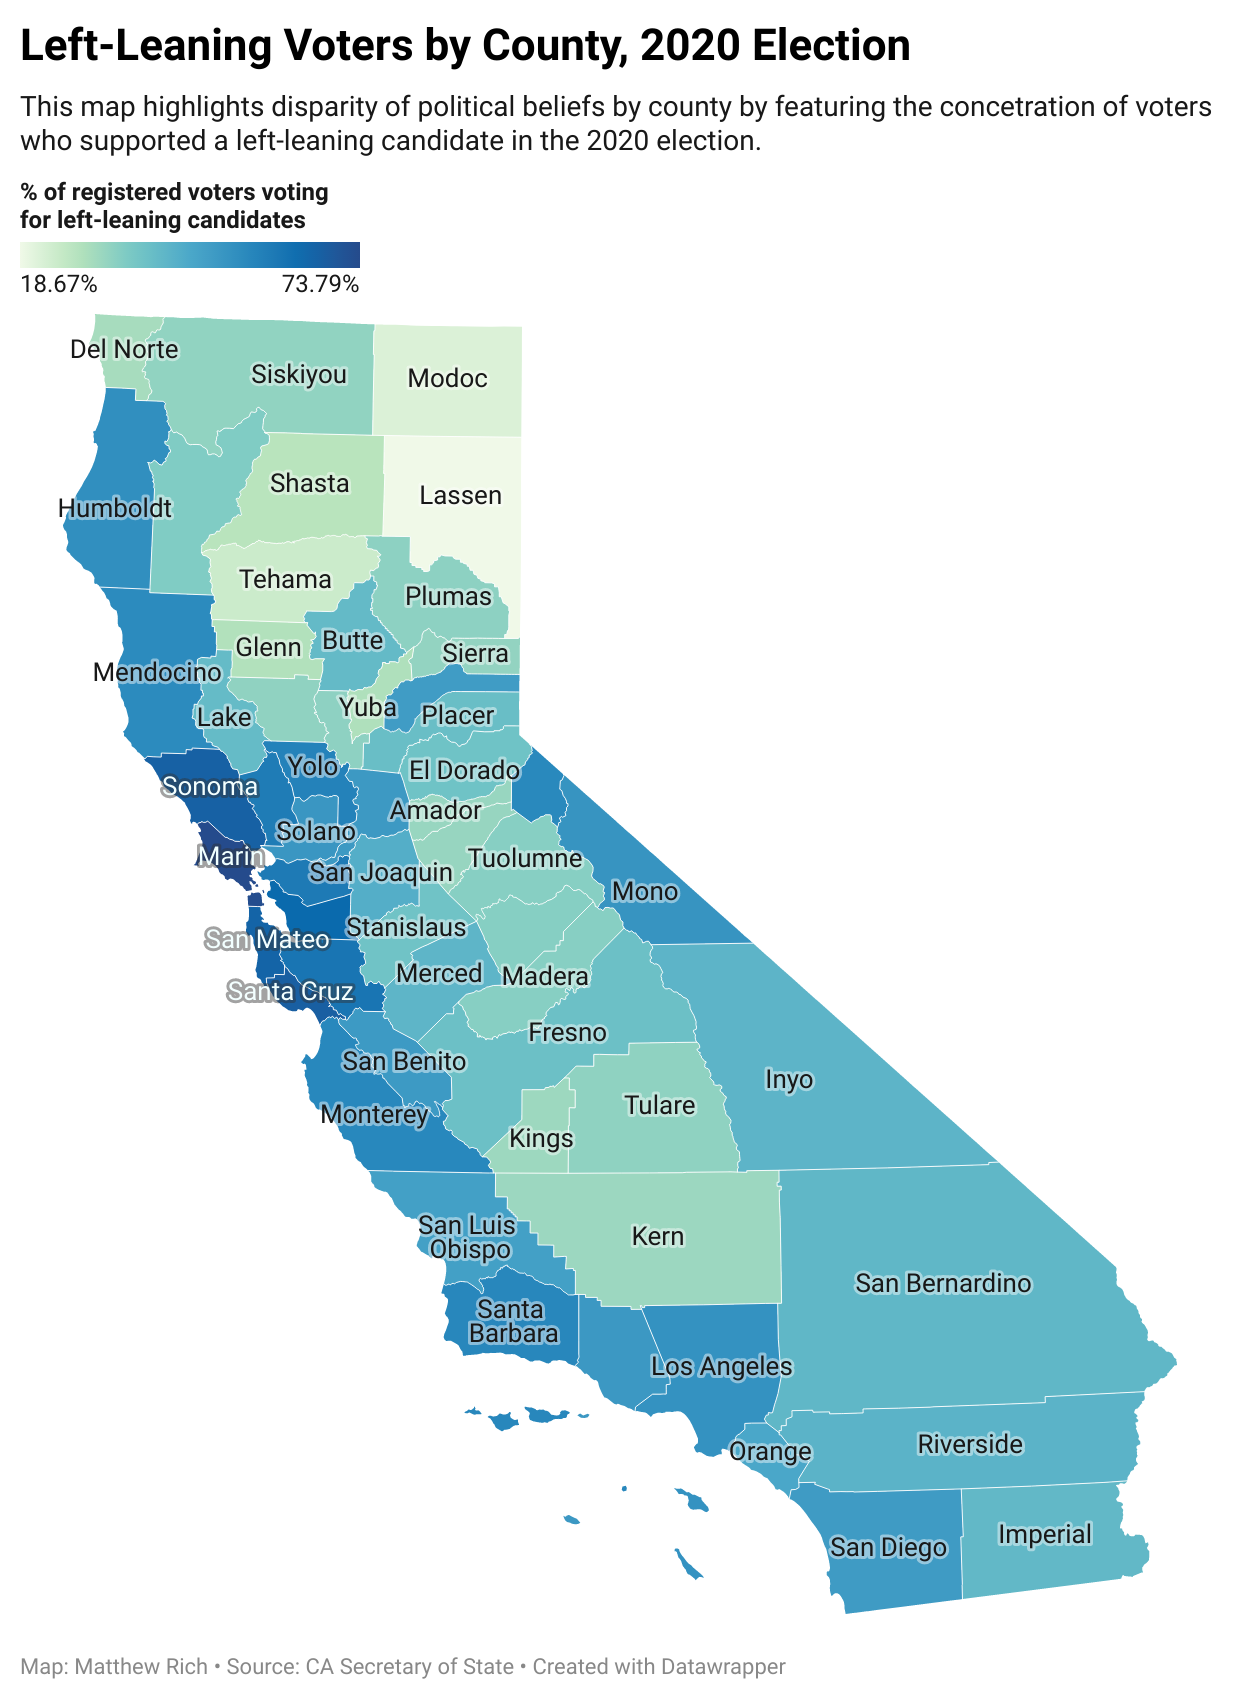 Left-Leaning Voters by County, 2020 Election
This map highlights disparity of political beliefs by county by featuring the concetration of voters
who supported a left-leaning candidate in the 2020 election.
% of registered voters voting
for left-leaning candidates
18.67% 73.79%
Del Norte
Siskiyou
Modoc
Shasta
Lassen
Humboldt
Tehama
Plumas
Butte
Glenn
Sierra
Mendocino
Yuba
Placer
Lake
Yolo
El Dorado
Sonoma
Amador
Solano
Marin
Tuolumne
San Joaquin
Mono
Stanislaus
San Mateo
Merced
Madera
Santa Cruz
Fresno
San Benito
Inyo
Tulare
Monterey
Kings
San Luis
Obispo
Kern
San Bernardino
Santa
Barbara
Los Angeles
Riverside
Orange
Imperial
San Diego
Map: Matthew Rich • Source: CA Secretary of State • Created with Datawrapper